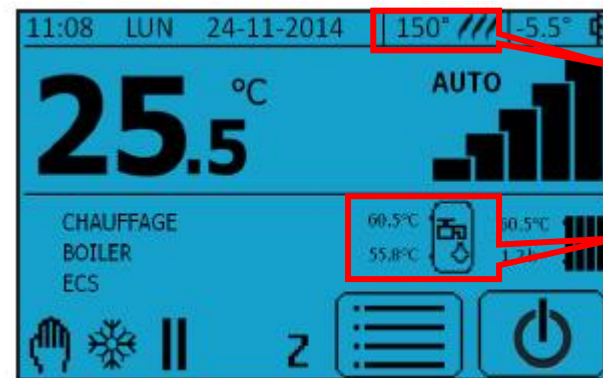 11:08 LUN 24-11-2014 150° -5.5°
25.5 °C AUTO
CHAUFFAGE 60.5°C 60.5°C
BOILER 55.8°C
ECS
Z